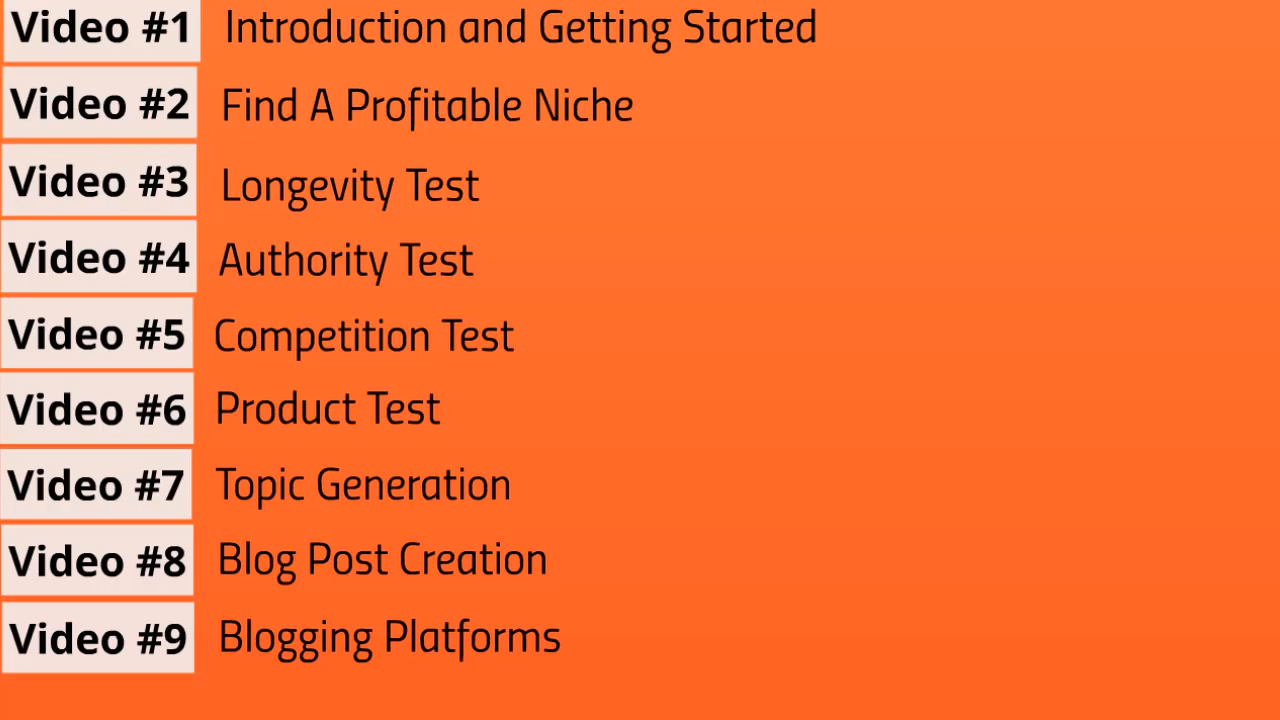 Video #1 Introduction and Getting Started
Video #2 Find A Profitable Niche
Video #3 Longevity Test
Video #4 Authority Test
Video #5 Competition Test
Video #6 Product Test
Video #7 Topic Generation
Video #8 Blog Post Creation
Video #9 Blogging Platforms